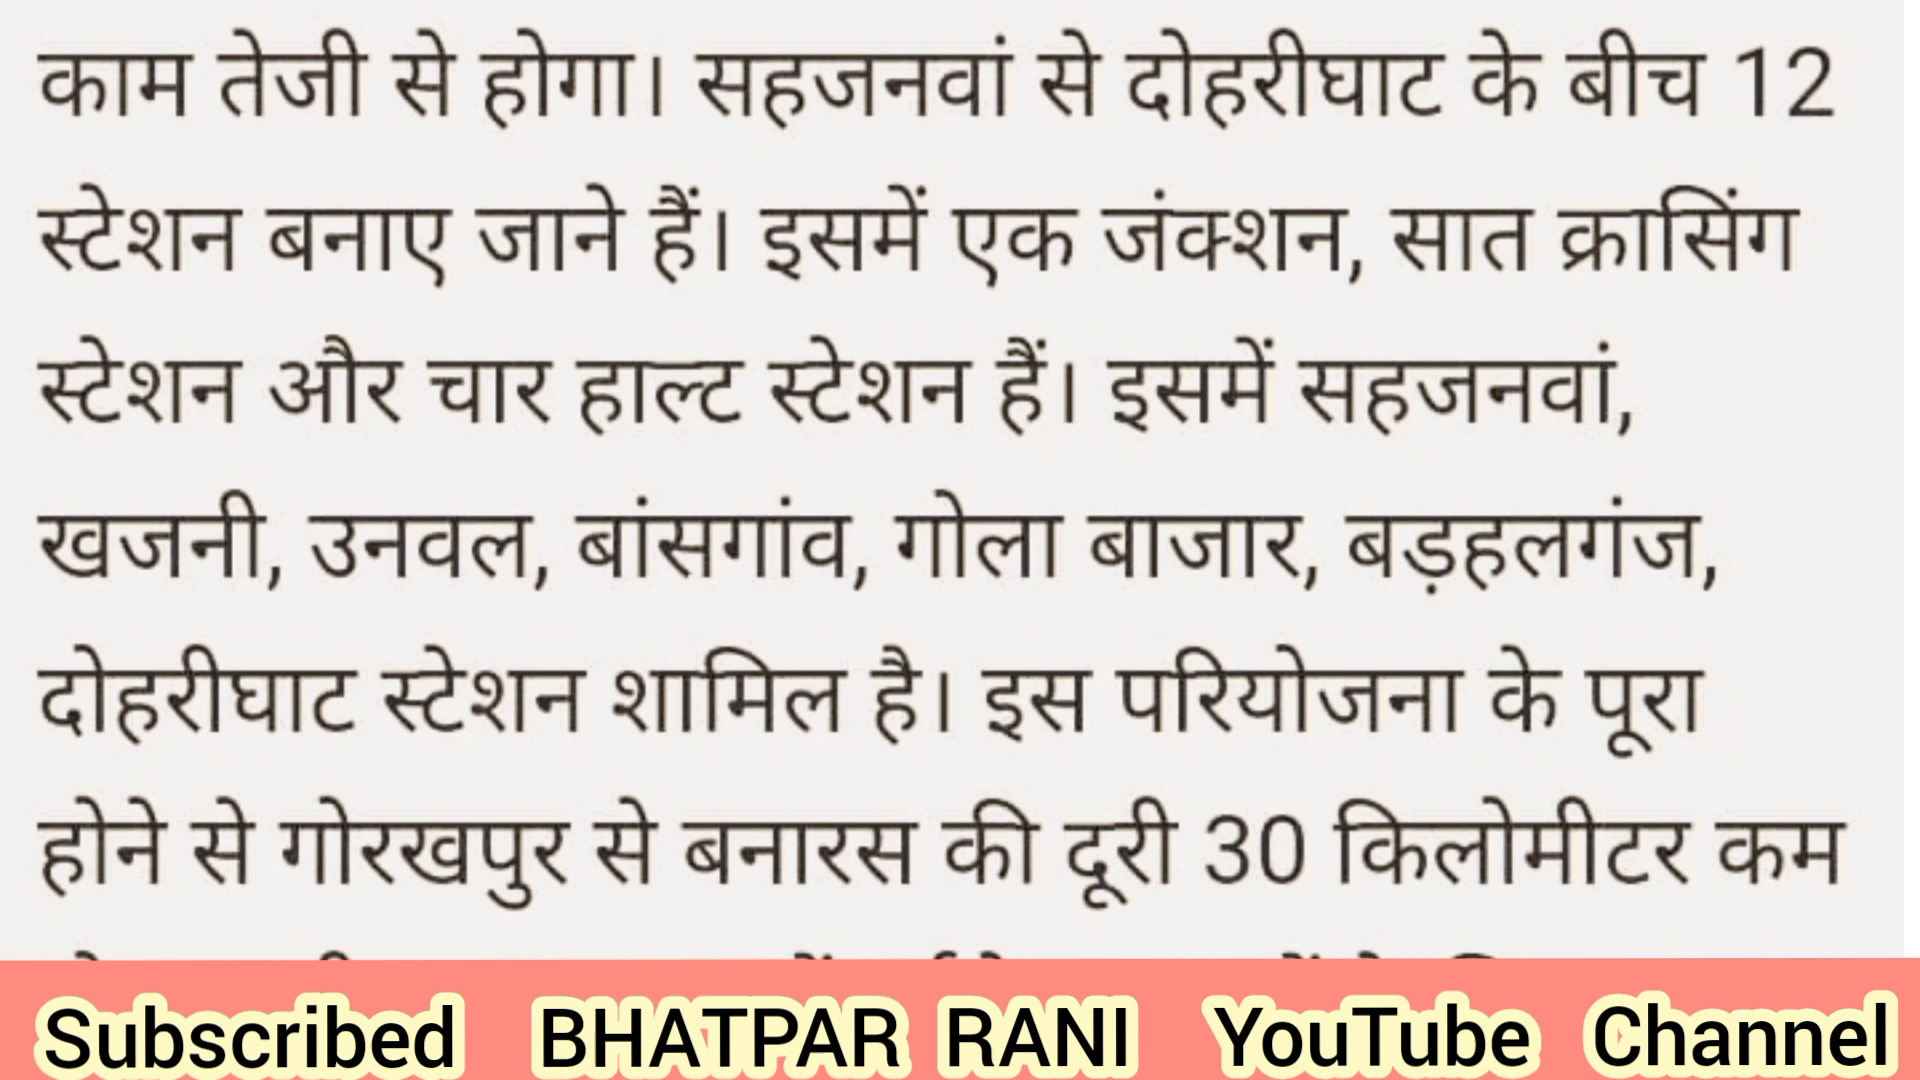 काम तेजी से होगा। सहजनवां से दोहरीघाट के बीच 12
स्टेशन बनाए जाने हैं। इसमें एक जंक्शन, सात क्रासिंग
स्टेशन और चार हाल्ट स्टेशन हैं। इसमें सहजनवां,
खजनी, उनवल, बांसगांव, गोला बाजार, बड़हलगंज,
दोहरीघाट स्टेशन शामिल है। इस परियोजना के पूरा
होने से गोरखपुर से बनारस की दूरी 30 किलोमीटर कम
Subscribed BHATPAR RANI YouTube Channel